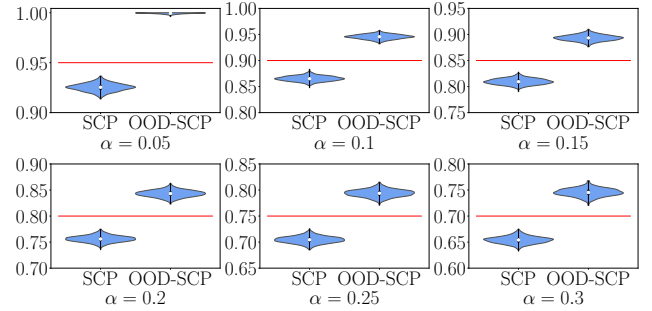 1.00
0.95
0.90
SCP OOD-SCP
α = 0.05
1.00
0.95
0.90
0.85
0.80
SCP OOD-SCP
α = 0.1
0.95
0.90
0.85
0.80
0.75
SCP OOD-SCP
α = 0.15
0.90
0.85
0.80
0.75
0.70
SCP OOD-SCP
α = 0.2
0.85
0.80
0.75
0.70
0.65
SCP OOD-SCP
α = 0.25
0.80
0.75
0.70
0.65
0.60
SCP OOD-SCP
α = 0.3